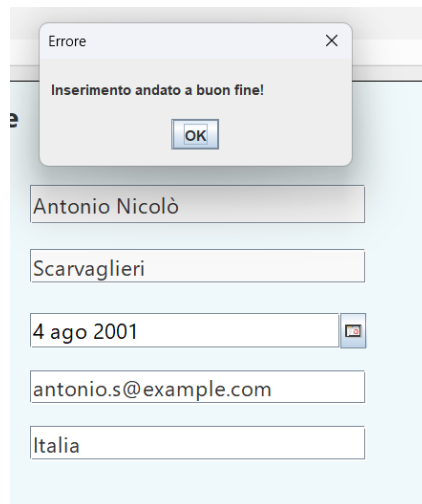 Errore
Inserimento andato a buon fine!
OK
e
Antonio Nicolò
Scarvaglieri
4 ago 2001
antonio.s@example.com
Italia